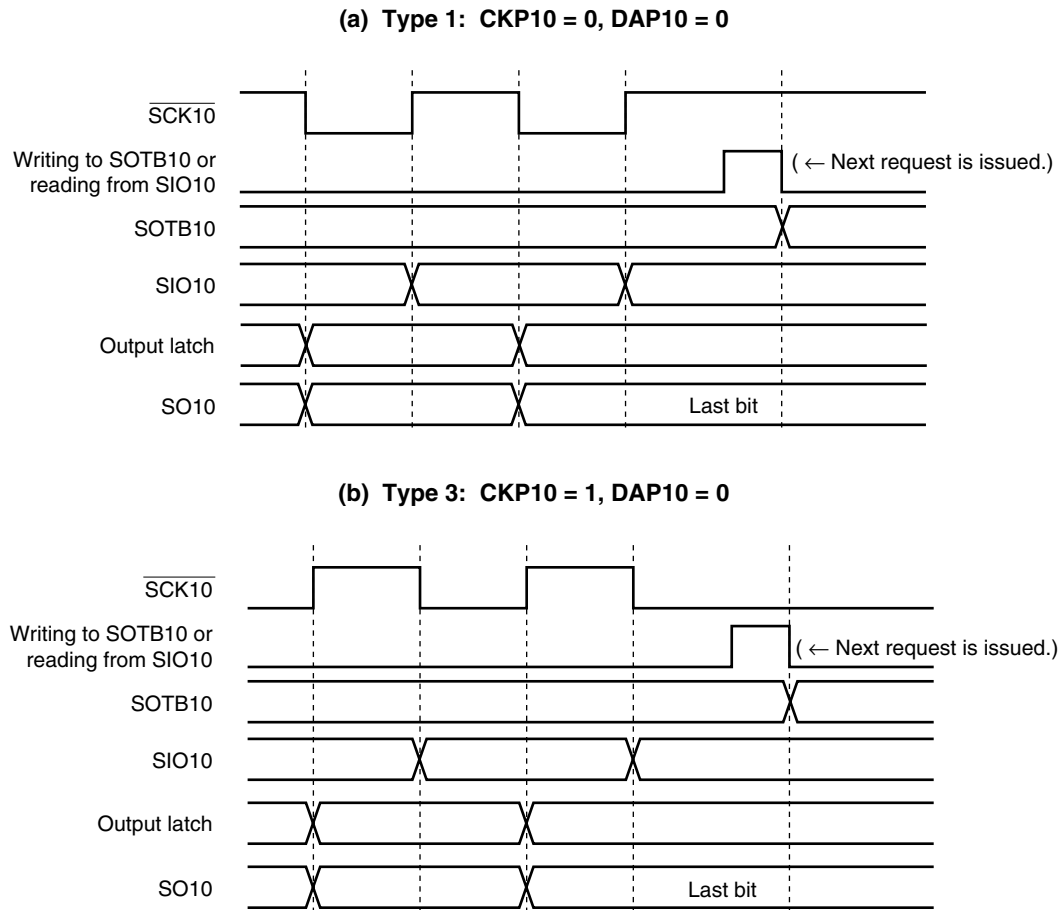 (a) Type 1: CKP10 = 0, DAP10 = 0
SCK10
Writing to SOTB10 or
reading from SIO10
( ← Next request is issued.)
SOTB10
SIO10
Output latch
SO10
Last bit
(b) Type 3: CKP10 = 1, DAP10 = 0
SCK10
Writing to SOTB10 or
reading from SIO10
( ← Next request is issued.)
SOTB10
SIO10
Output latch
SO10
Last bit